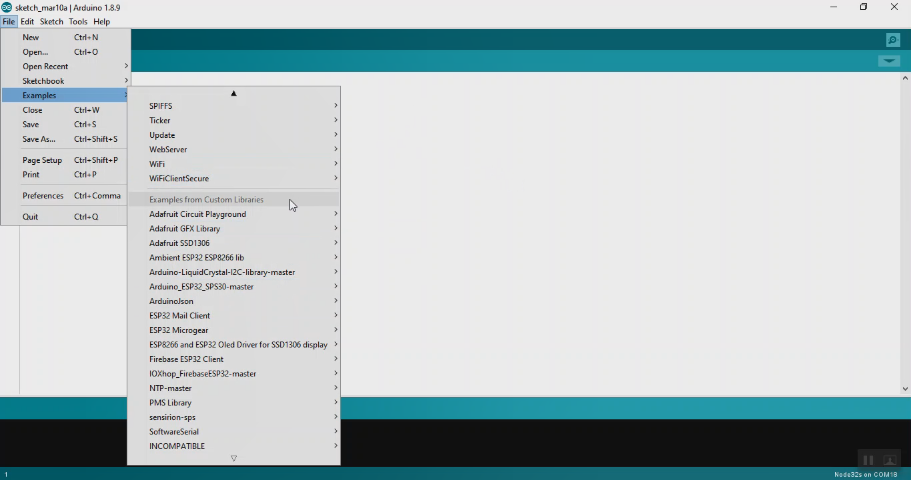 sketch_mar10a | Arduino 1.8.9
File Edit Sketch Tools Help
New Ctrl+N
Open... Ctrl+O
Open Recent
Sketchbook
Examples
Close Ctrl+W
Save Ctrl+S
Save As... Ctrl+Shift+S
Page Setup Ctrl+Shift+P
Print Ctrl+P
Preferences Ctrl+Comma
Quit Ctrl+Q
SPIFFS
Ticker
Update
WebServer
WiFi
WiFiClientSecure
Examples from Custom Libraries
Adafruit Circuit Playground
Adafruit GFX Library
Adafruit SSD1306
Ambient ESP32 ESP8266 lib
Arduino-LiquidCrystal-I2C-library-master
Arduino_ESP32_SPS30-master
ArduinoJson
ESP32 Mail Client
ESP32 Microgear
ESP8266 and ESP32 Oled Driver for SSD1306 display
Firebase ESP32 Client
IOXhop_FirebaseESP32-master
NTP-master
PMS Library
sensirion-sps
SoftwareSerial
INCOMPATIBLE
1 Node32s on COM18